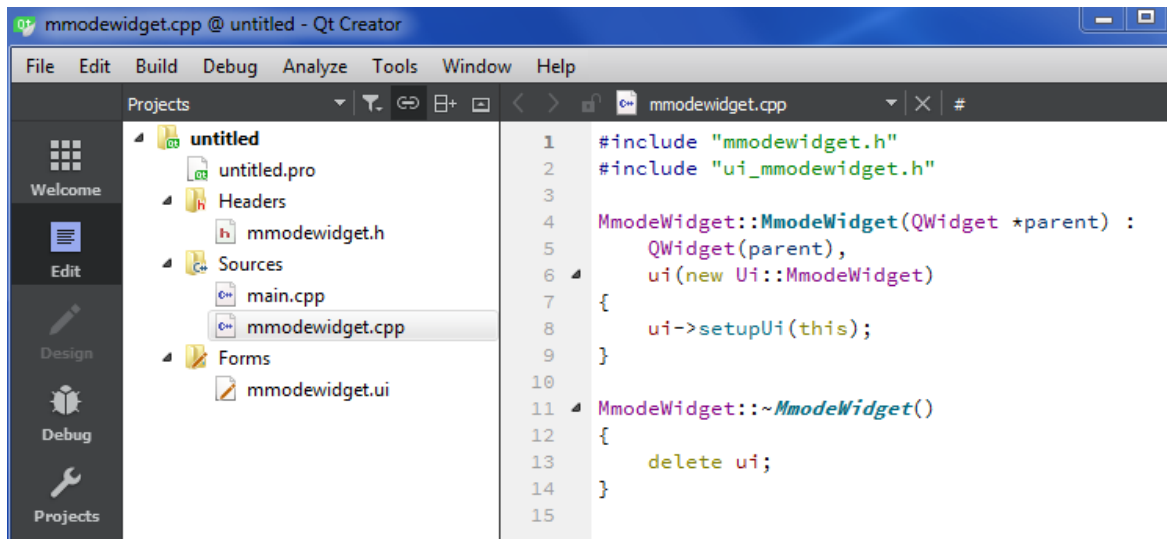 mmodewidget.cpp @ untitled - Qt Creator
File Edit Build Debug Analyze Tools Window Help
Projects
mmodewidget.cpp
#
Welcome
Edit
Design
Debug
Projects
untitled
untitled.pro
Headers
mmodewidget.h
Sources
main.cpp
mmodewidget.cpp
Forms
mmodewidget.ui
1 #include "mmodewidget.h"
2 #include "ui_mmodewidget.h"
3
4 MmodeWidget::MmodeWidget(QWidget *parent) :
5 QWidget(parent),
6 ui(new Ui::MmodeWidget)
7 {
8 ui->setupUi(this);
9 }
10
11 MmodeWidget::~MmodeWidget()
12 {
13 delete ui;
14 }
15